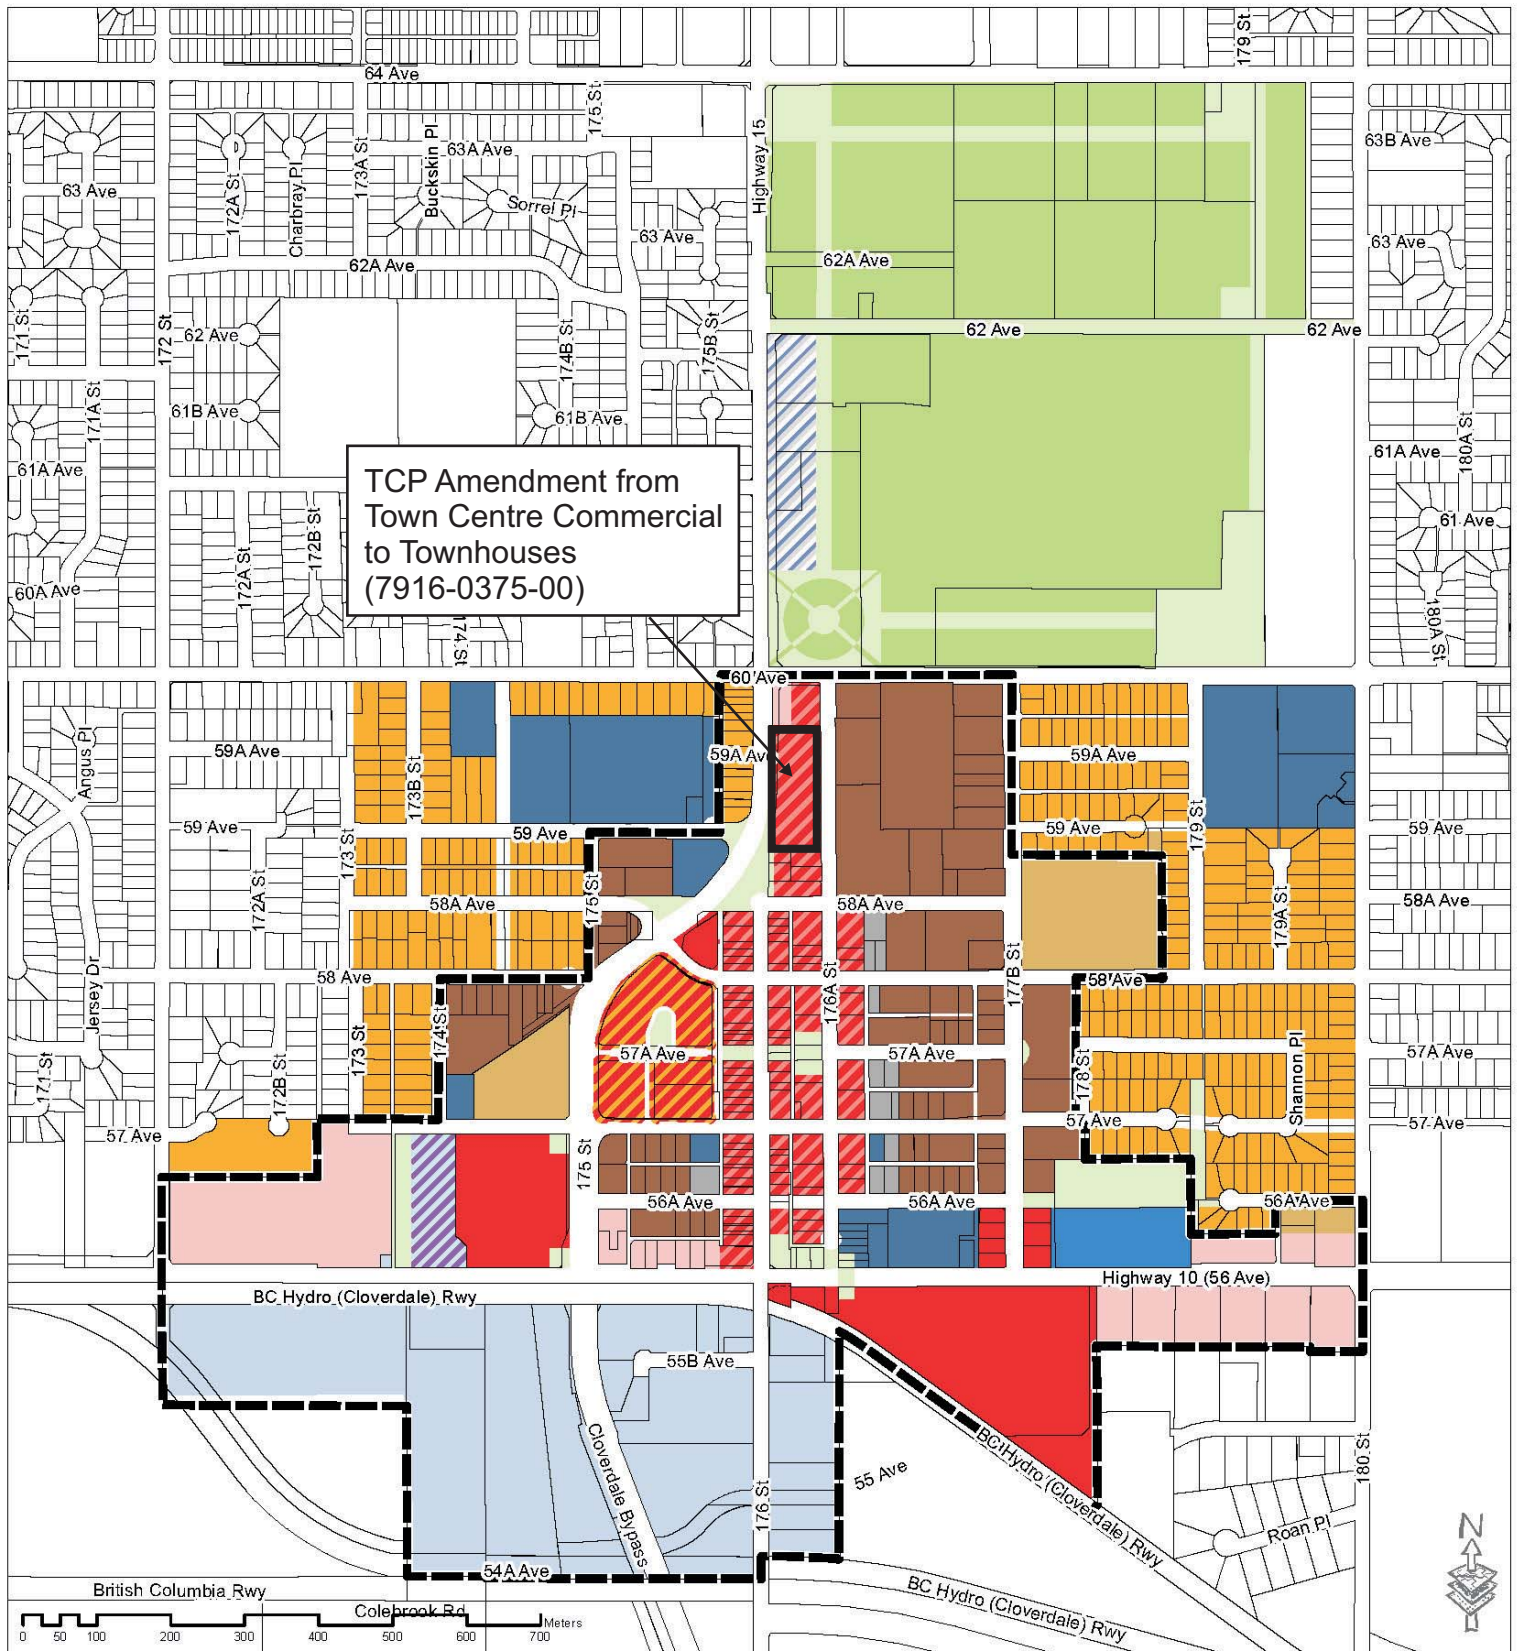 179 St
64 Ave
175 St
Highway 15
63B Ave
63A Ave
173A St
Buckskin Pl
Charbray Pl
172A St
63 Ave
Sorrel Pl
63 Ave
63 Ave
62A Ave
62A Ave
171 St
172 St
62 Ave
174B St
175B St
62 Ave
62 Ave
171A St
61B Ave
61B Ave
180A St
61A Ave
61A Ave
TCP Amendment from
Town Centre Commercial
to Townhouses
(7916-0375-00)
172B St
172A St
61 Ave
60A Ave
174 St
180A St
60 Ave
Angus Pl
59A Ave
59A Ave
59A Ave
173B St
179 St
59 Ave
59 Ave
59 Ave
59 Ave
173 St
172A St
175 St
179A St
58A Ave
58A Ave
58A Ave
58 Ave
58 Ave
Jersey Dr
174 St
173 St
176A St
177B St
171 St
172B St
57A Ave
57A Ave
178 St
Shannon Pl
57A Ave
57 Ave
57 Ave
57 Ave
175 St
56A Ave
56A Ave
56A Ave
Highway 10 (56 Ave)
BC Hydro (Cloverdale) Rwy
55B Ave
Cloverdale Bypass
176 St
55 Ave
BC Hydro (Cloverdale) Rwy
180 St
Roan Pl
54A Ave
British Columbia Rwy
BC Hydro (Cloverdale) Rwy
Colebrook Rd
Meters
0 50 100 200 300 400 500 600 700
N